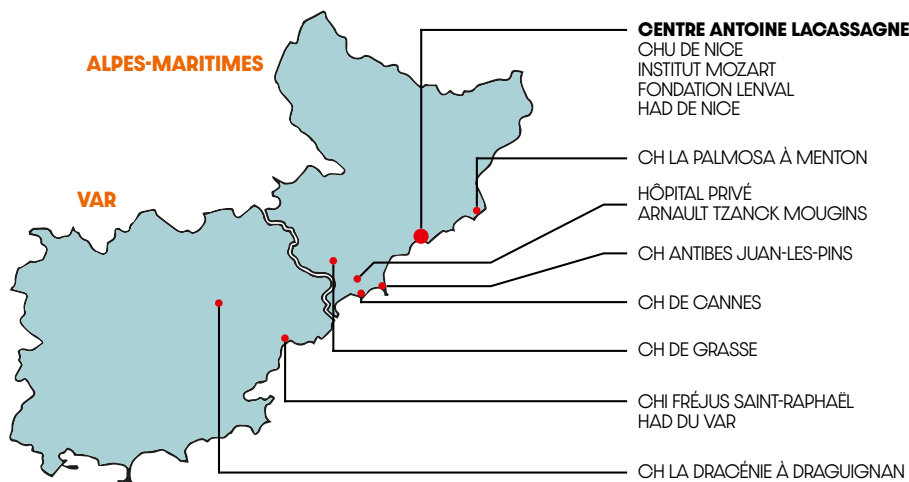 ALPES-MARITIMES
VAR
CENTRE ANTOINE LACASSAGNE
CHU DE NICE
INSTITUT MOZART
FONDATION LENVAL
HAD DE NICE
CH LA PALMOSA À MENTON
HÔPITAL PRIVÉ
ARNAULT TZANCK MOUGINS
CH ANTIBES JUAN-LES-PINS
CH DE CANNES
CH DE GRASSE
CHI FRÉJUS SAINT-RAPHAËL
HAD DU VAR
CH LA DRACÉNIE À DRAGUIGNAN